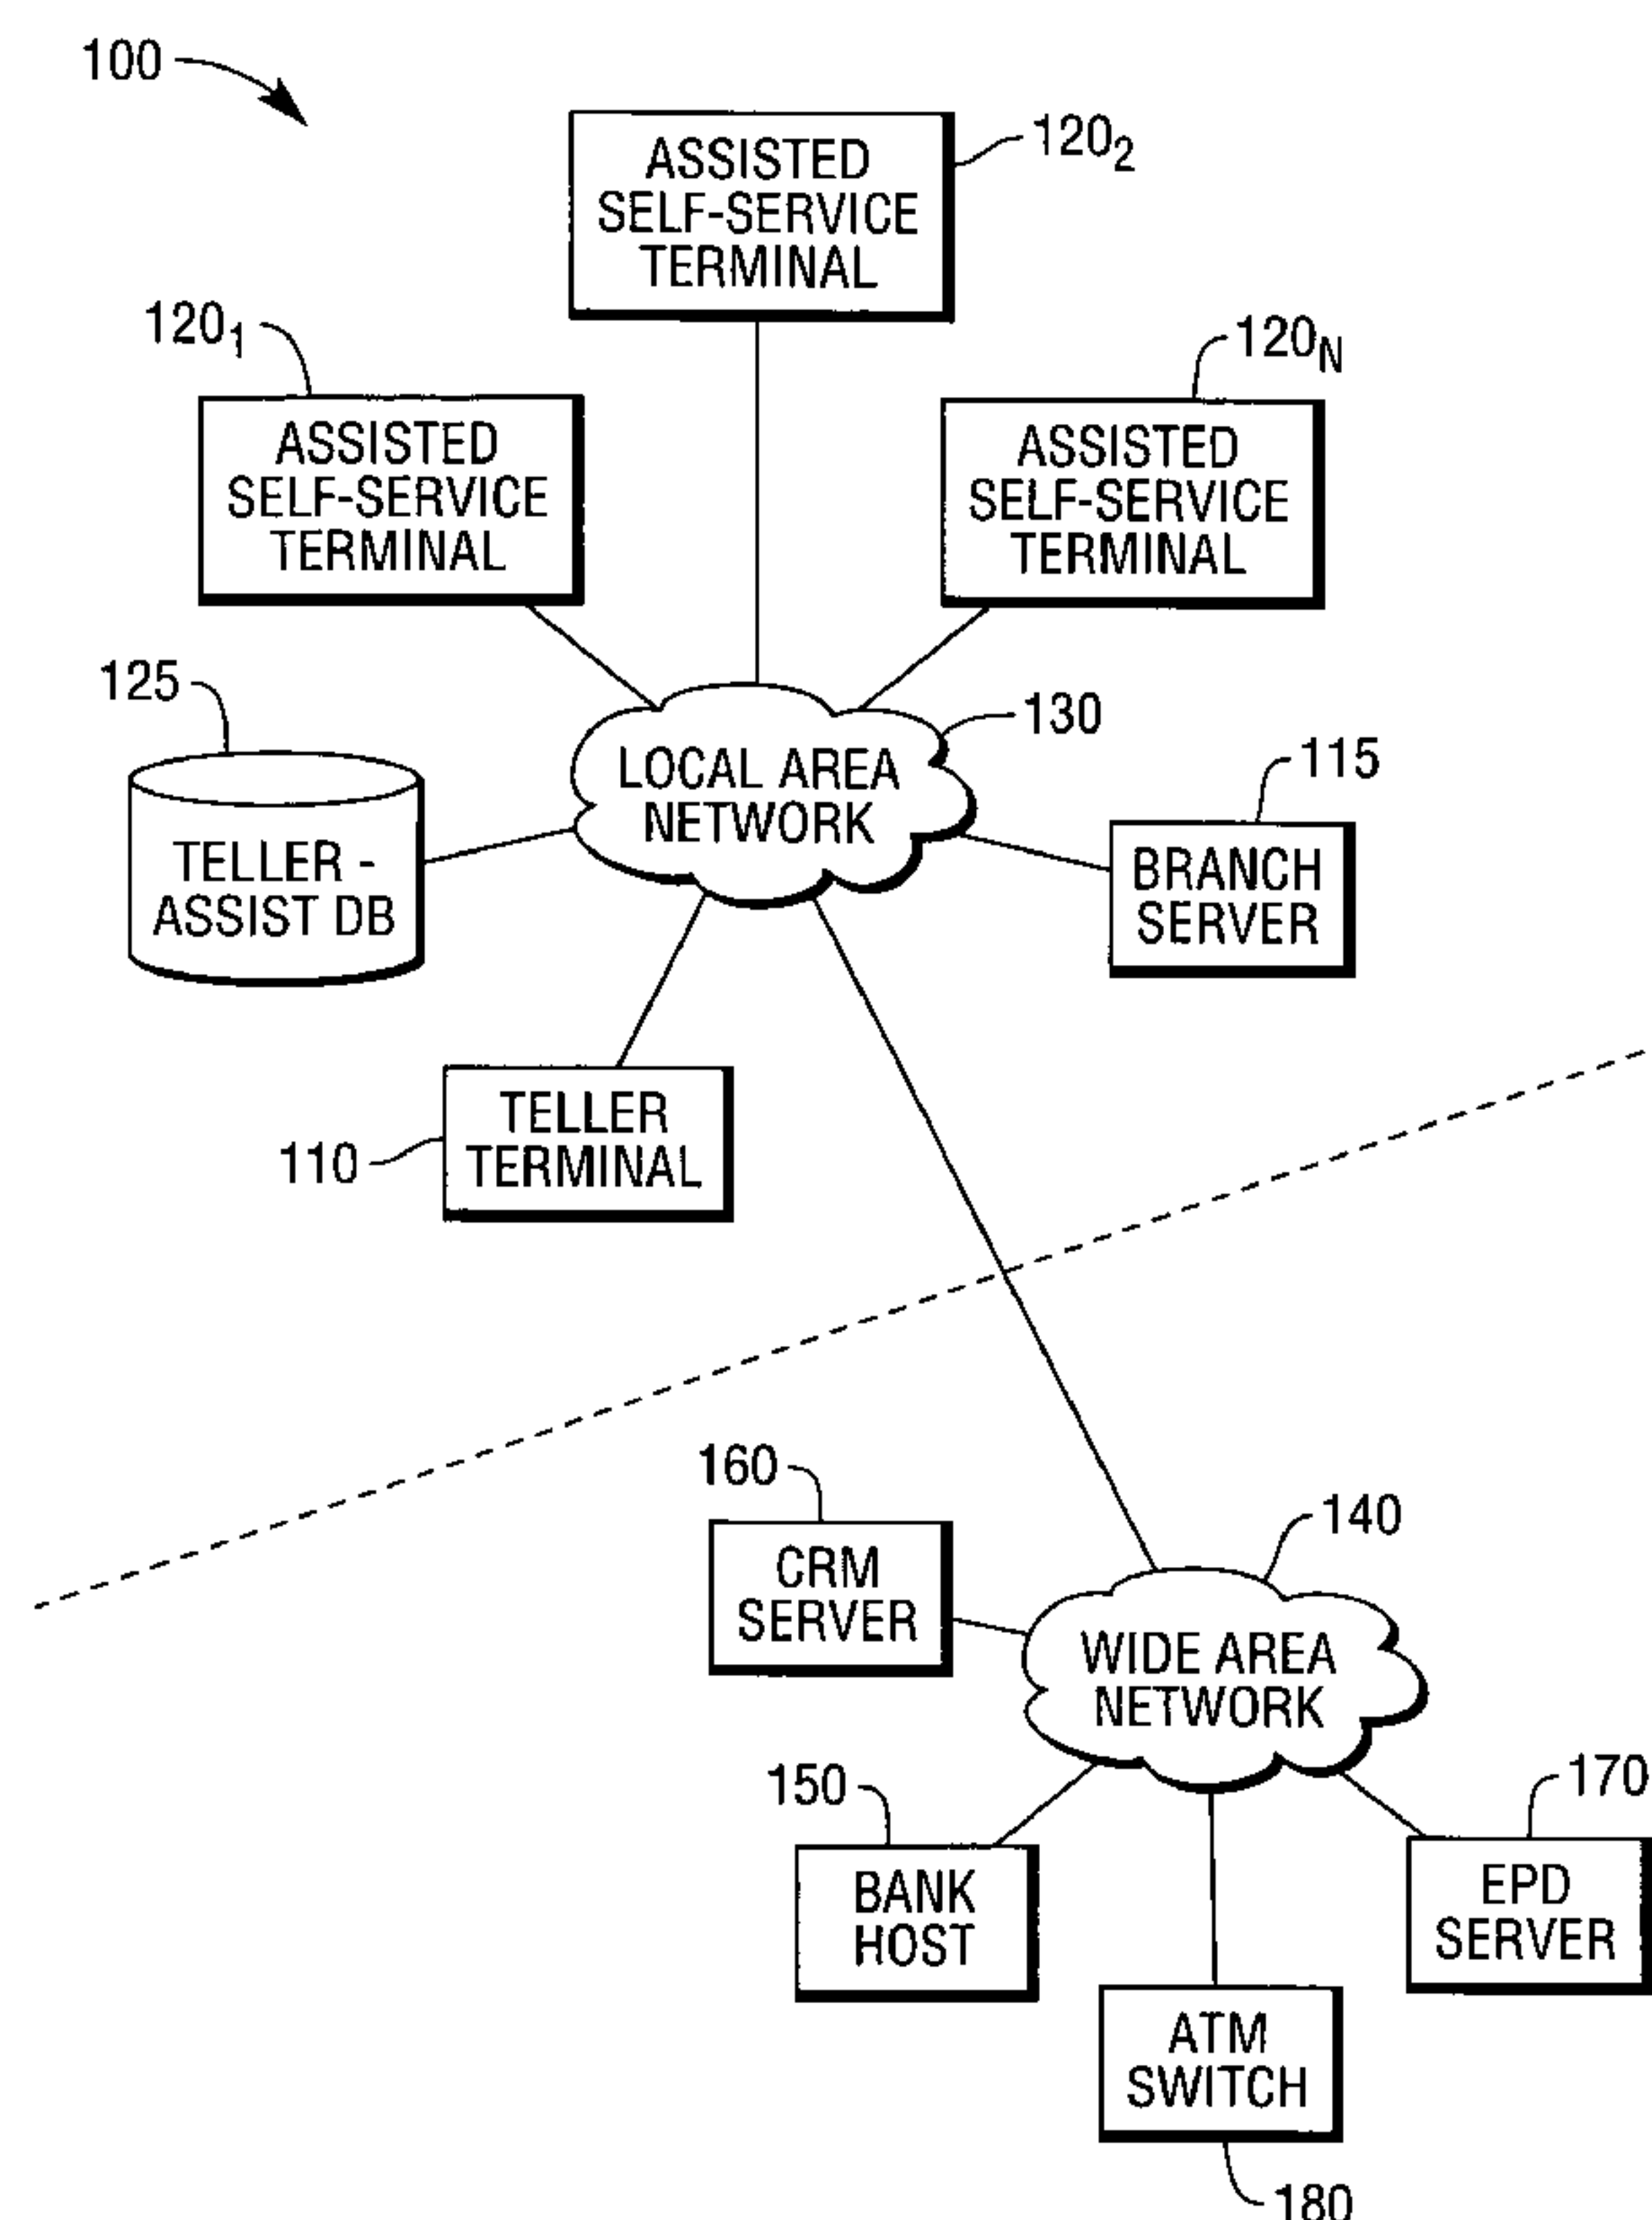 100
ASSISTED
SELF-SERVICE
TERMINAL
120₂
120₁
ASSISTED
SELF-SERVICE
TERMINAL
120N
ASSISTED
SELF-SERVICE
TERMINAL
125
TELLER -
ASSIST DB
LOCAL AREA
NETWORK
130
115
BRANCH
SERVER
110
TELLER
TERMINAL
160
CRM
SERVER
140
WIDE AREA
NETWORK
150
BANK
HOST
170
EPD
SERVER
ATM
SWITCH
180